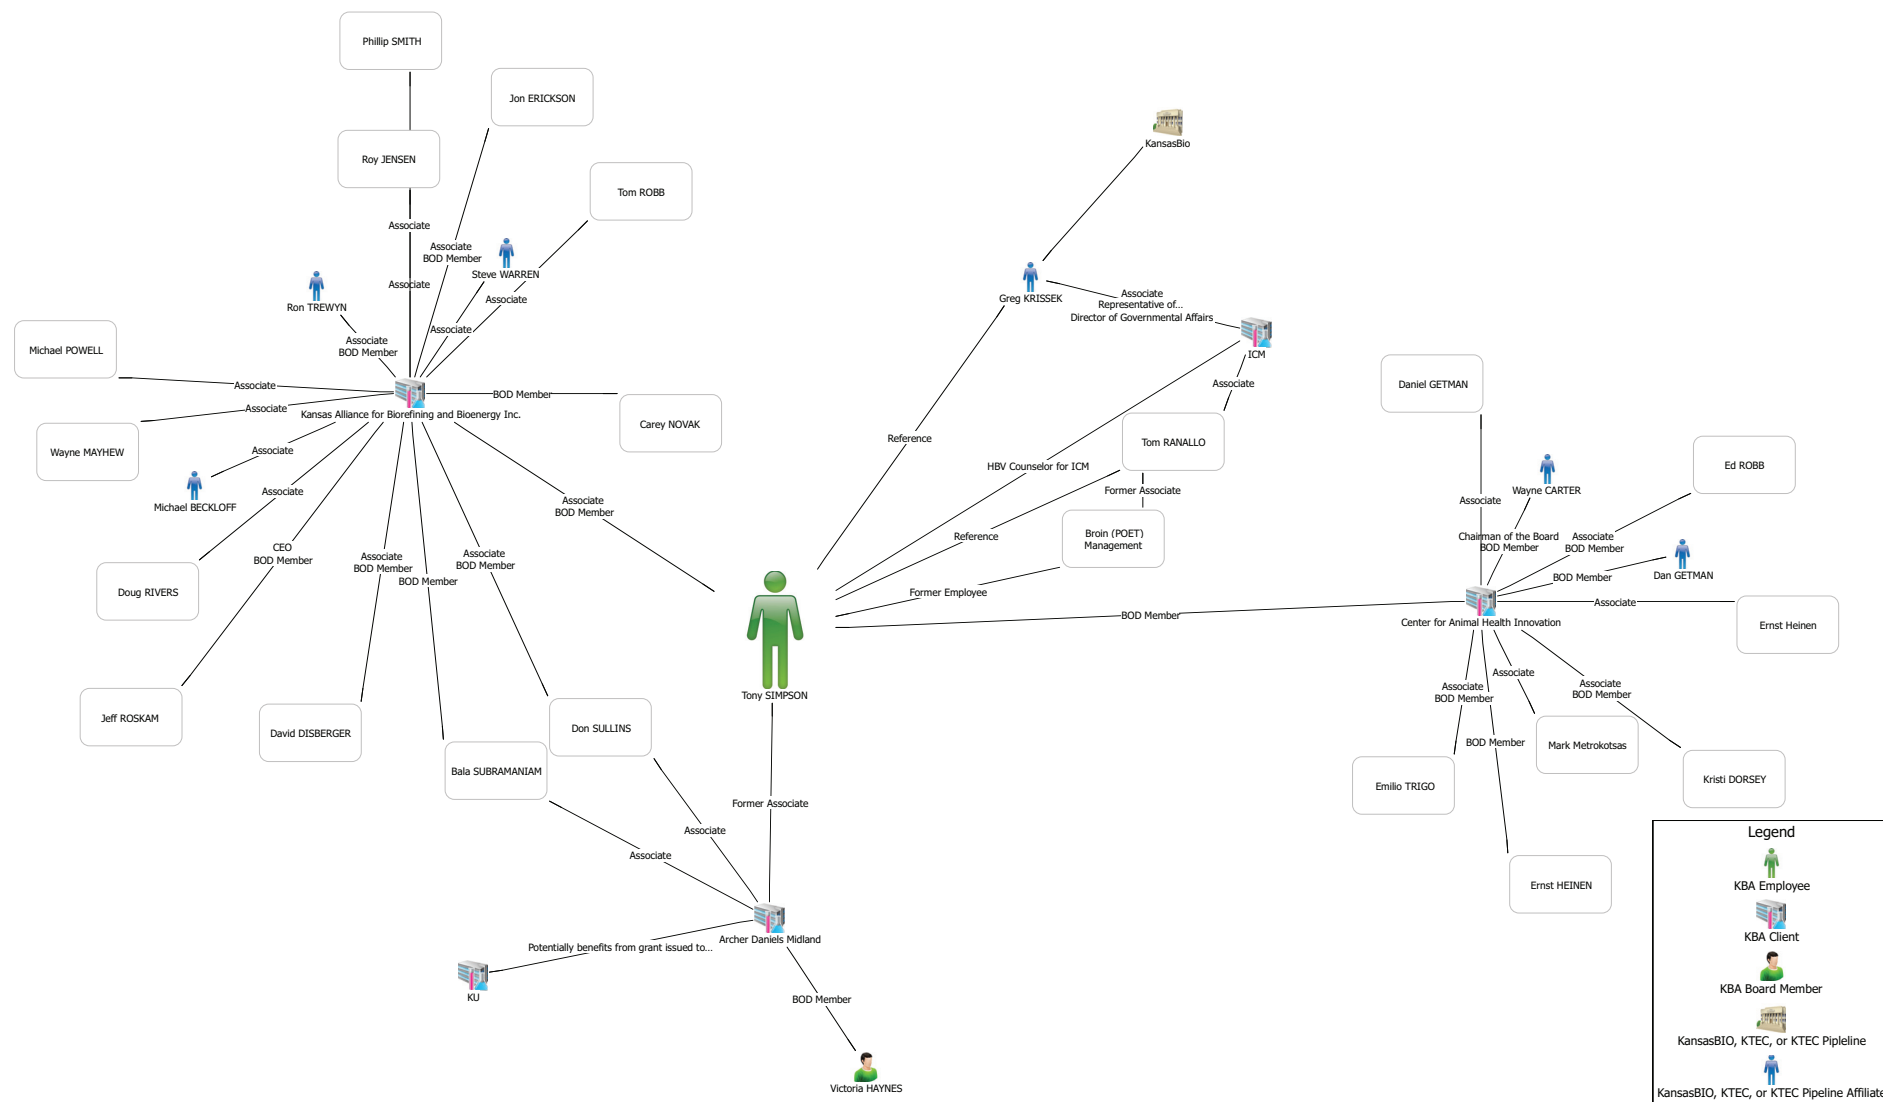 Phillip SMITH
Jon ERICKSON
KansasBio
Roy JENSEN
Tom ROBB
Associate
Associate
BOD Member
Steve WARREN
Associate
Associate
Ron TREWYN
Associate
Associate
BOD Member
Michael POWELL
Associate
BOD Member
Kansas Alliance for Biorefining and Bioenergy Inc.
Associate
Carey NOVAK
Wayne MAYHEW
Associate
Michael BECKLOFF
Associate
Doug RIVERS
CEO
BOD Member
Jeff ROSKAM
Associate
BOD Member
David DISBERGER
BOD Member
Bala SUBRAMANIAM
Associate
BOD Member
Don SULLINS
Associate
BOD Member
Greg KRISSEK
Associate
Representative of...
Director of Governmental Affairs
ICM
Associate
Reference
HBV Counselor for ICM
Tom RANALLO
Former Associate
Reference
Broin (POET)
Management
Former Employee
BOD Member
Tony SIMPSON
Former Associate
Associate
Associate
Archer Daniels Midland
Potentially benefits from grant issued to...
KU
BOD Member
Victoria HAYNES
Daniel GETMAN
Associate
Wayne CARTER
Chairman of the Board
BOD Member
Ed ROBB
Associate
BOD Member
Dan GETMAN
BOD Member
Associate
Ernst Heinen
Center for Animal Health Innovation
Associate
BOD Member
Emilio TRIGO
BOD Member
Ernst HEINEN
Associate
Mark Metrokotsas
Associate
BOD Member
Kristi DORSEY
Legend
KBA Employee
KBA Client
KBA Board Member
KansasBIO, KTEC, or KTEC Pipleline
KansasBIO, KTEC, or KTEC Pipeline Affiliate